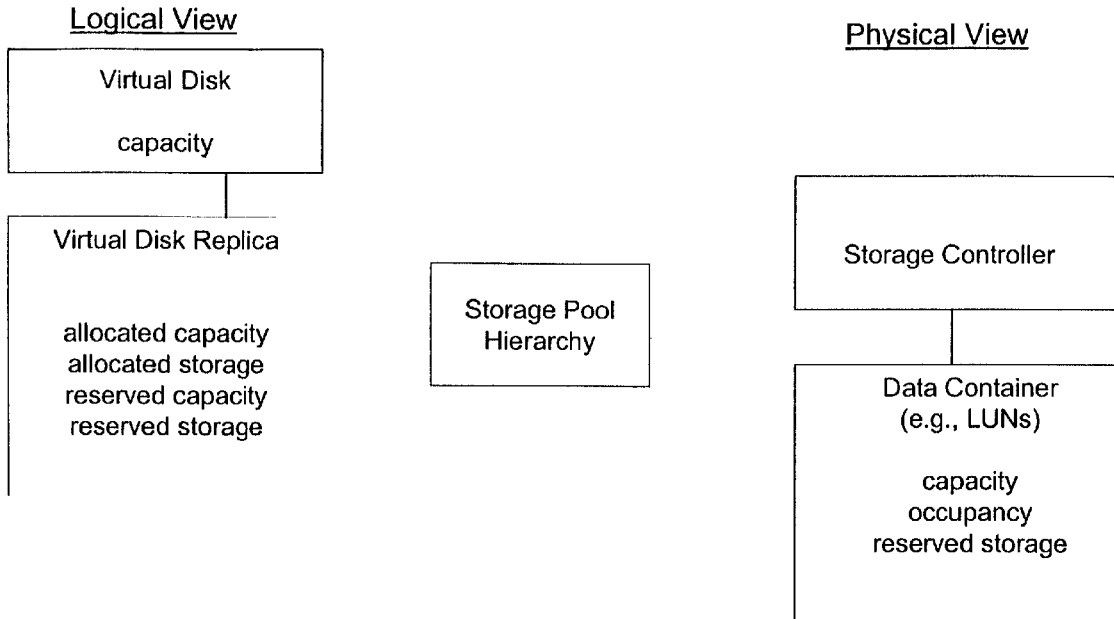 Logical View
Virtual Disk
capacity
Virtual Disk Replica
allocated capacity
allocated storage
reserved capacity
reserved storage
Storage Pool
Hierarchy
Physical View
Storage Controller
Data Container
(e.g., LUNs)
capacity
occupancy
reserved storage